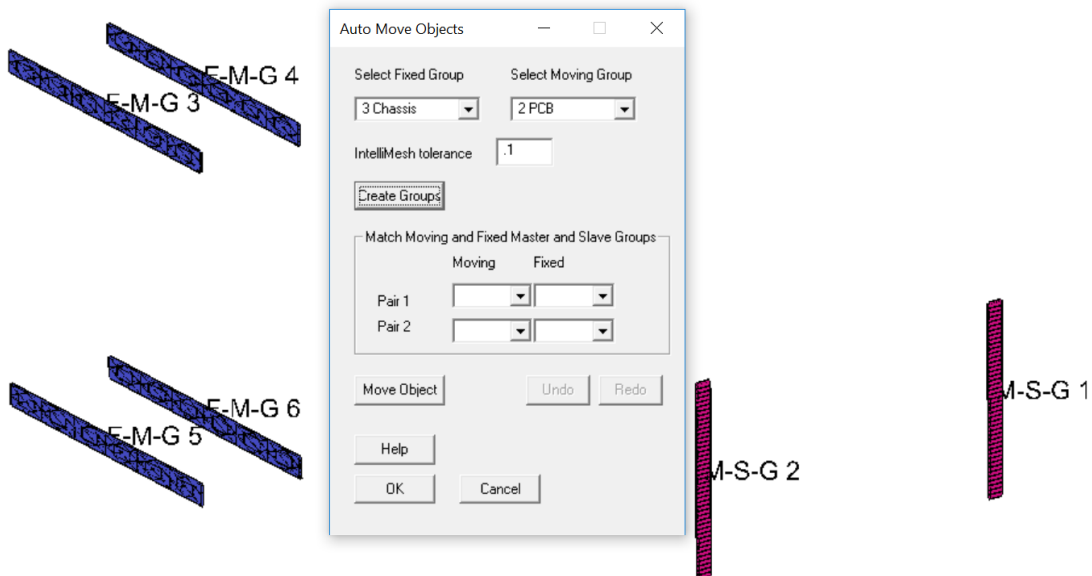 Auto Move Objects
Select Fixed Group Select Moving Group
3 Chassis 2 PCB
IntelliMesh tolerance .1
Create Groups
Match Moving and Fixed Master and Slave Groups
Moving Fixed
Pair 1
Pair 2
Move Object Undo Redo
Help
OK Cancel
F-M-G 4
F-M-G 3
F-M-G 6
F-M-G 5
M-S-G 1
M-S-G 2